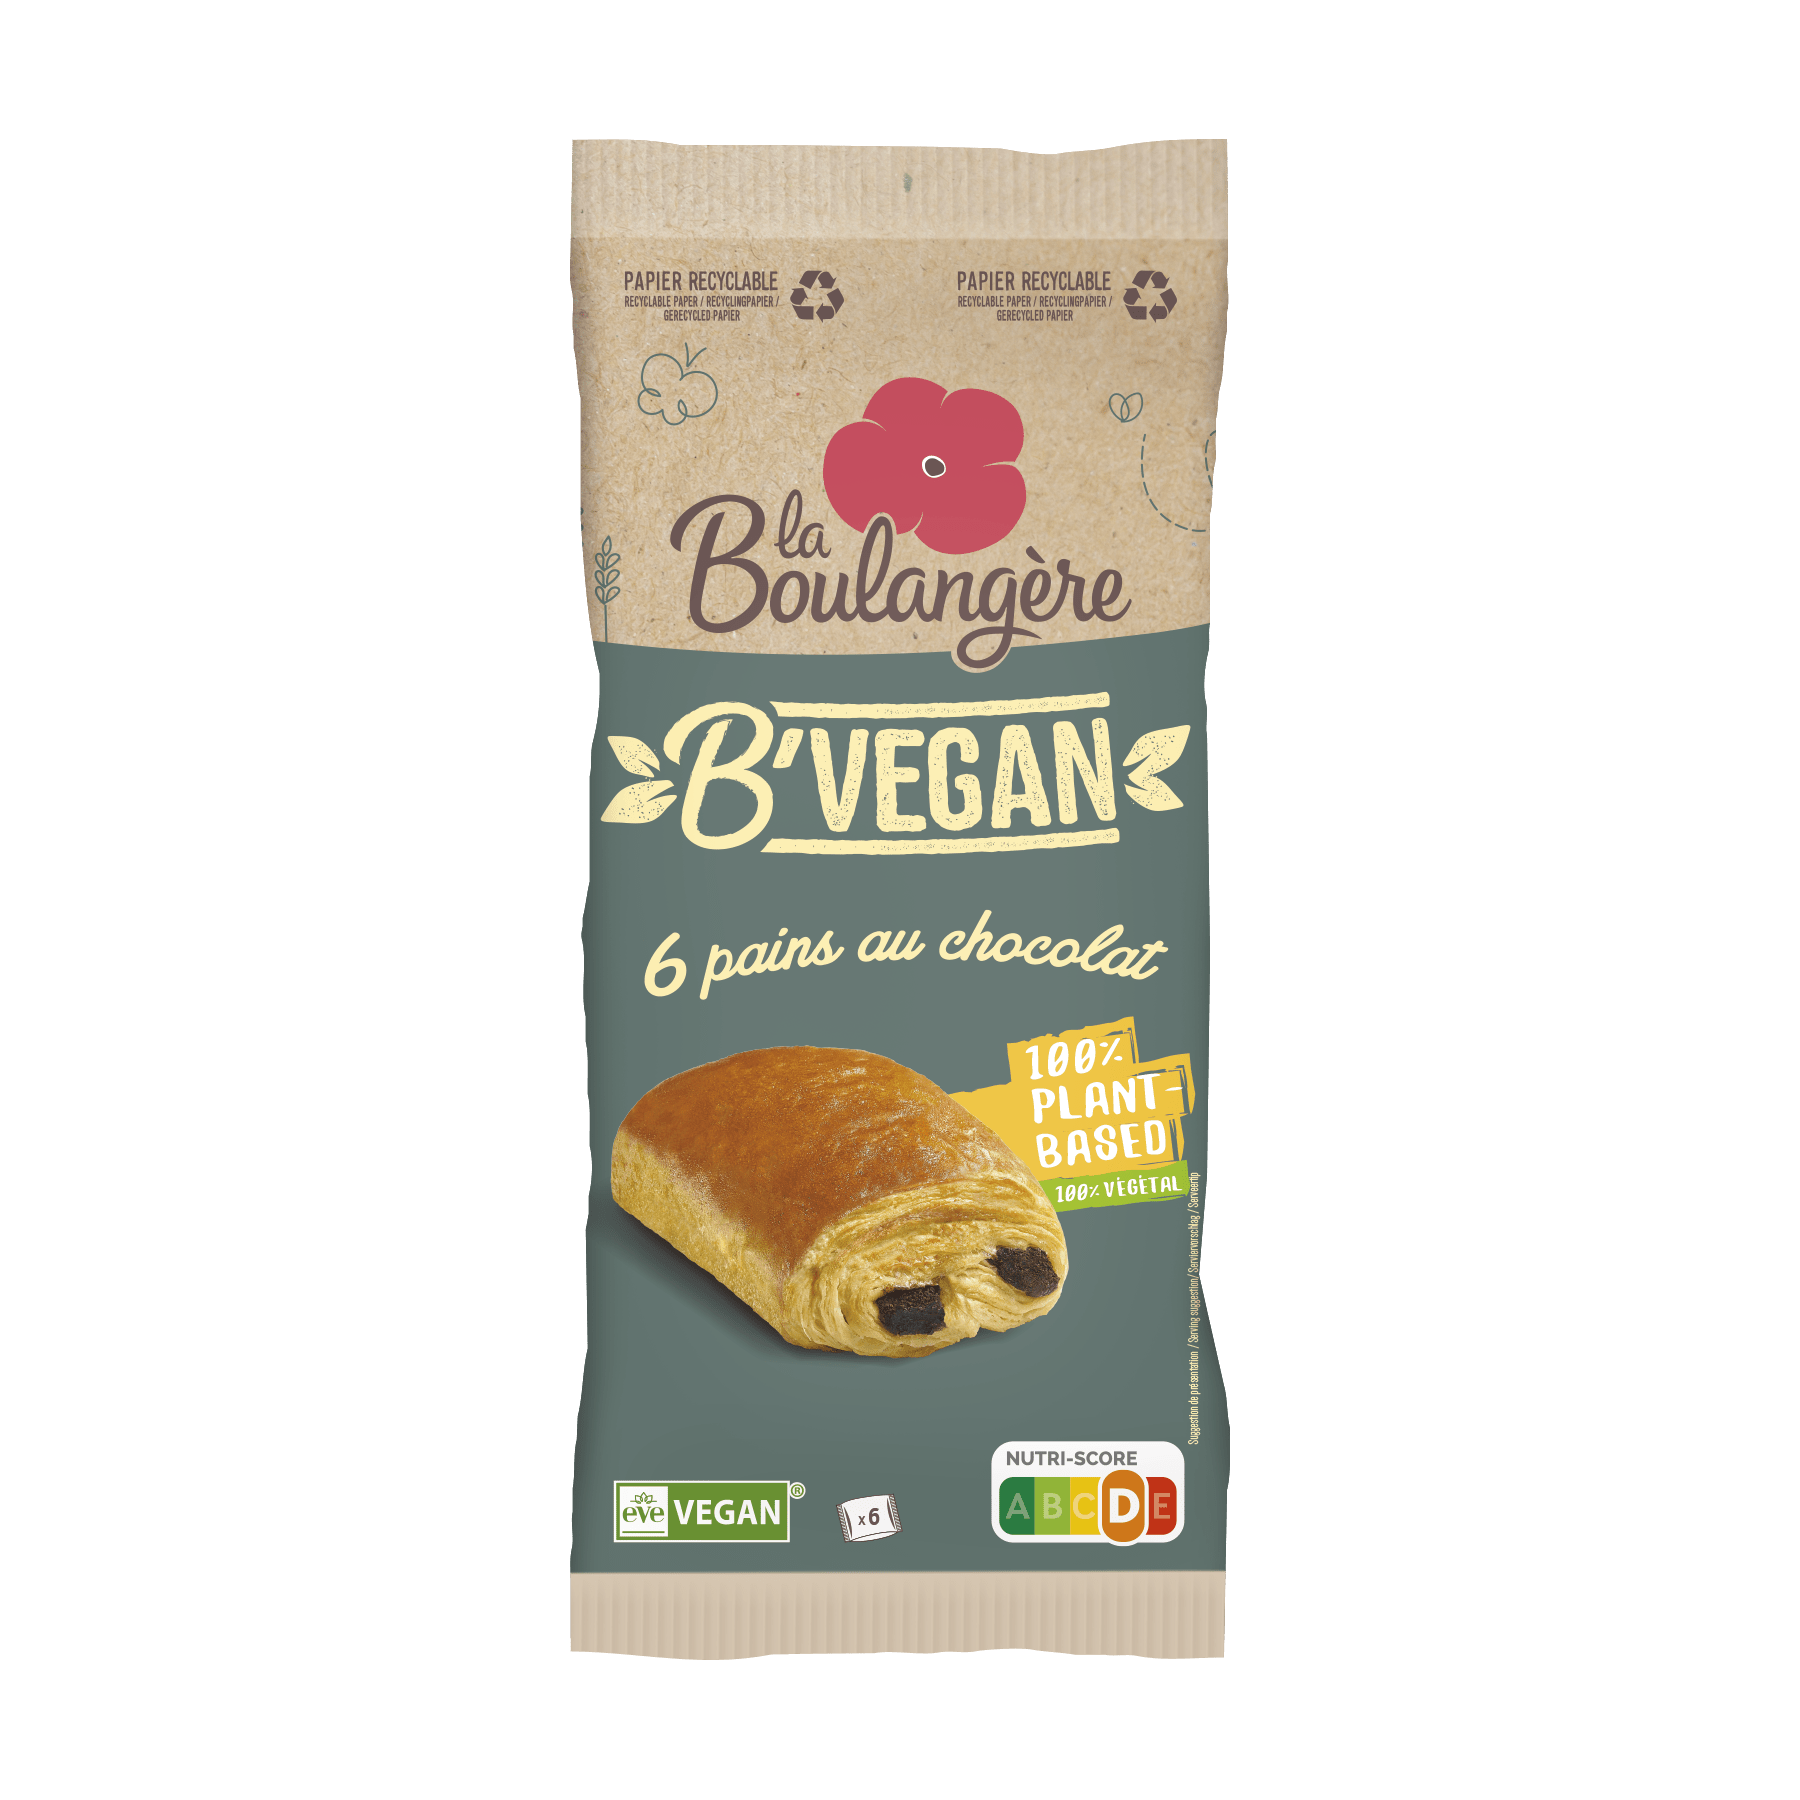 PAPIER RECYCLABLE
RECYCLABLE PAPER / RECYCLINGPAPIER /
GERECYCLED PAPIER
PAPIER RECYCLABLE
RECYCLABLE PAPER / RECYCLINGPAPIER /
GERECYCLED PAPIER
la
Boulangère
B'VEGAN
6 pains au chocolat
100%
PLANT-
BASED
100% VÉGÉTAL
Suggestion de présentation / Serving suggestion / Serviervorschlag / Serveertip
NUTRI-SCORE
A B C D E
eve VEGAN®
x 6